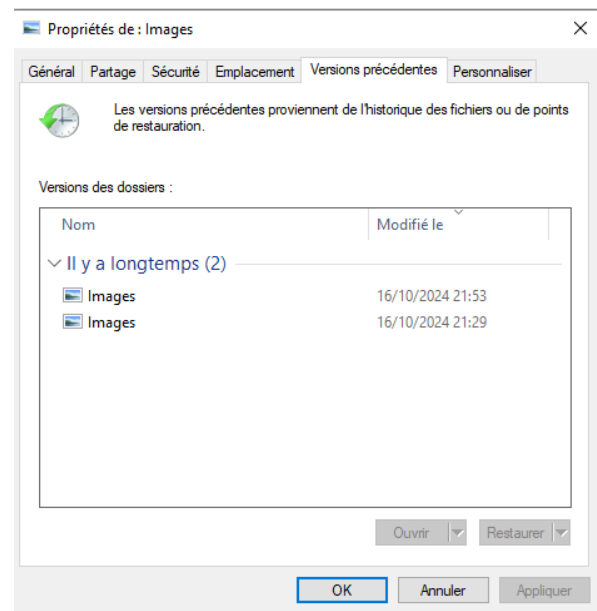 Propriétés de : Images
Général Partage Sécurité Emplacement Versions précédentes Personnaliser
Les versions précédentes proviennent de l'historique des fichiers ou de points
de restauration.
Versions des dossiers :
Nom Modifié le
Il y a longtemps (2)
Images 16/10/2024 21:53
Images 16/10/2024 21:29
Ouvrir Restaurer
OK Annuler Appliquer